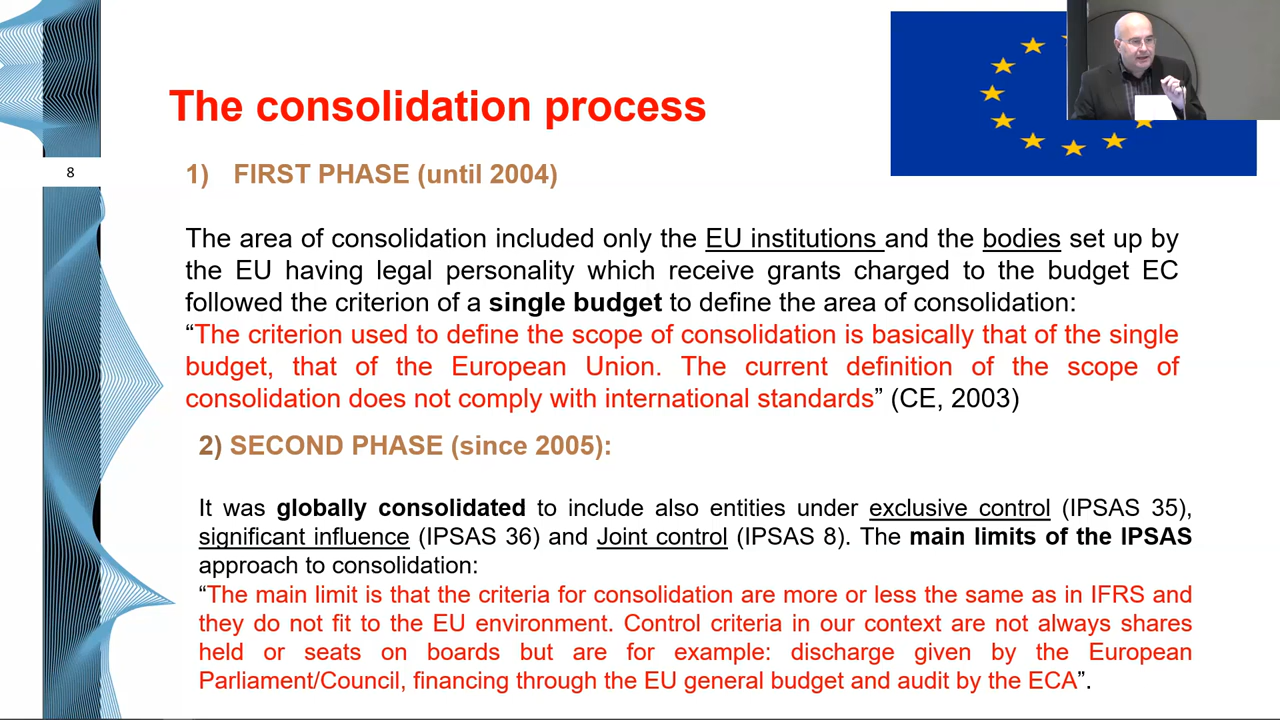 The consolidation process
8
1) FIRST PHASE (until 2004)
The area of consolidation included only the EU institutions and the bodies set up by
the EU having legal personality which receive grants charged to the budget EC
followed the criterion of a single budget to define the area of consolidation:
“The criterion used to define the scope of consolidation is basically that of the single
budget, that of the European Union. The current definition of the scope of
consolidation does not comply with international standards” (CE, 2003)
2) SECOND PHASE (since 2005):
It was globally consolidated to include also entities under exclusive control (IPSAS 35),
significant influence (IPSAS 36) and Joint control (IPSAS 8). The main limits of the IPSAS
approach to consolidation:
“The main limit is that the criteria for consolidation are more or less the same as in IFRS and
they do not fit to the EU environment. Control criteria in our context are not always shares
held or seats on boards but are for example: discharge given by the European
Parliament/Council, financing through the EU general budget and audit by the ECA”.